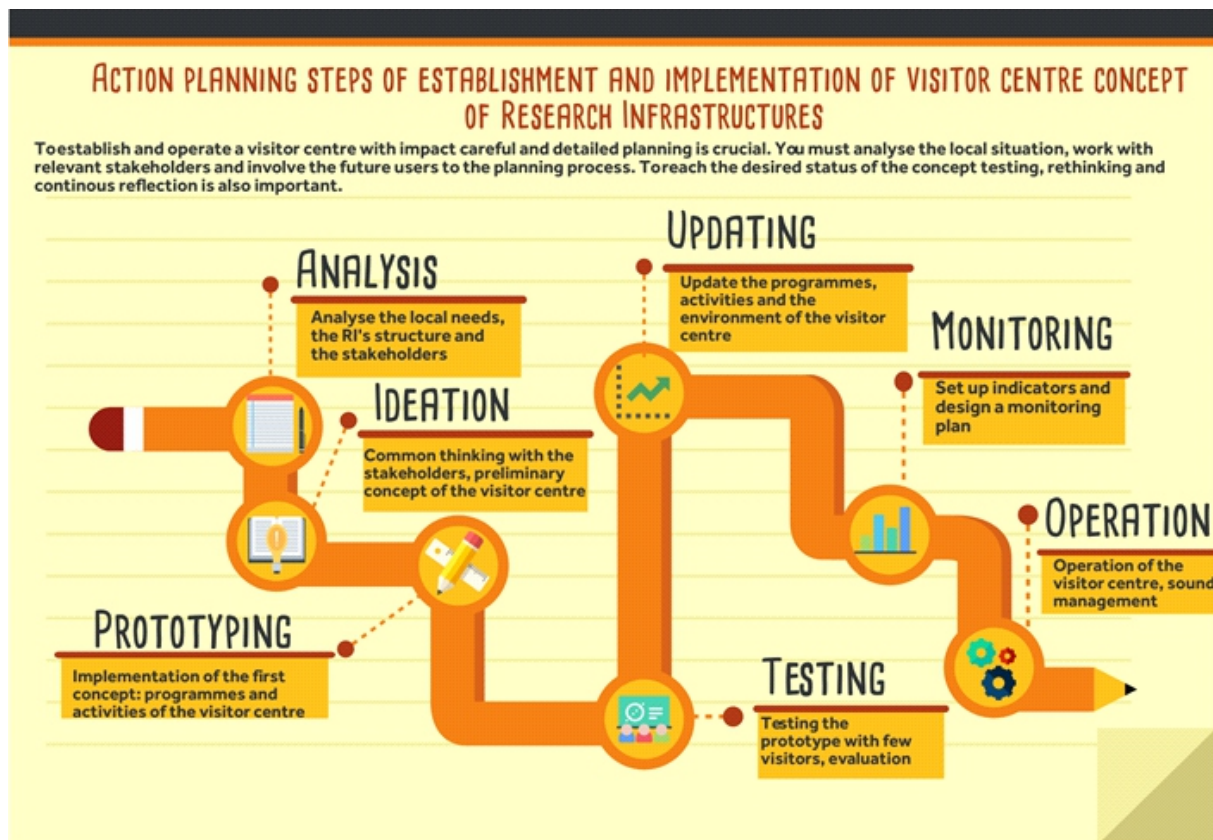 ACTION PLANNING STEPS OF ESTABLISHMENT AND IMPLEMENTATION OF VISITOR CENTRE CONCEPT
OF RESEARCH INFRASTRUCTURES
To establish and operate a visitor centre with impact careful and detailed planning is crucial. You must analyse the local situation, work with
relevant stakeholders and involve the future users to the planning process. To reach the desired status of the concept testing, rethinking and
continous reflection is also important.
ANALYSIS
Analyse the local needs,
the RI's structure and
the stakeholders
IDEATION
Common thinking with the
stakeholders, preliminary
concept of the visitor centre
PROTOTYPING
Implementation of the first
concept: programmes and
activities of the visitor centre
TESTING
Testing the
prototype with few
visitors, evaluation
UPDATING
Update the programmes,
activities and the
environment of the visitor
centre
MONITORING
Set up indicators and
design a monitoring
plan
OPERATION
Operation of the
visitor centre, sound
management